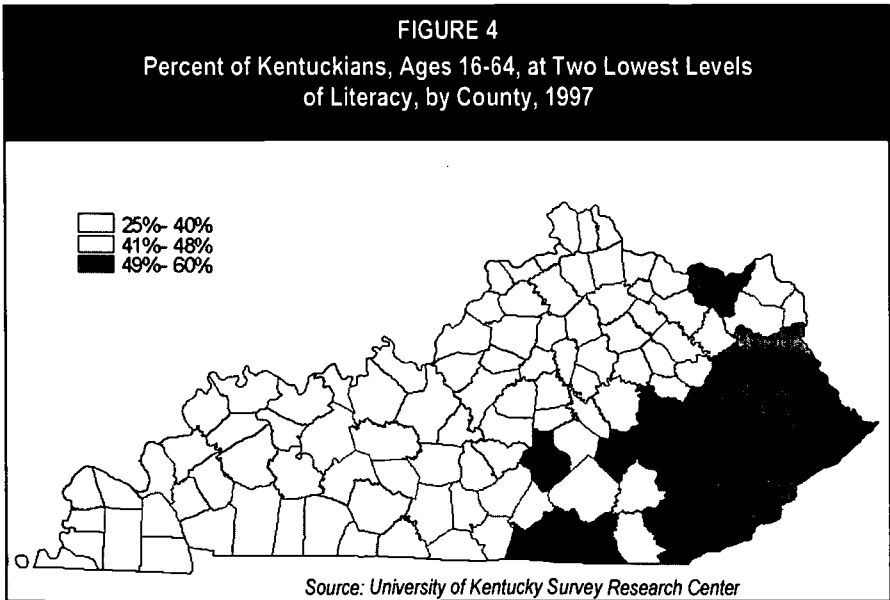 FIGURE 4
Percent of Kentuckians, Ages 16-64, at Two Lowest Levels
of Literacy, by County, 1997
25%- 40%
41%- 48%
49%- 60%
Source: University of Kentucky Survey Research Center